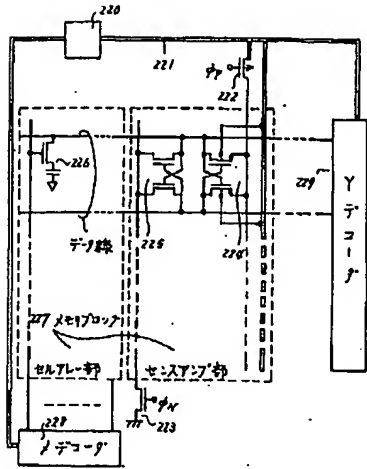 220
221
φP
222
226
225
224
229
Yデコーダ
データ線
227 メモリブロック
セルアレー部
センスアンプ部
φN
223
228
Xデコーダ